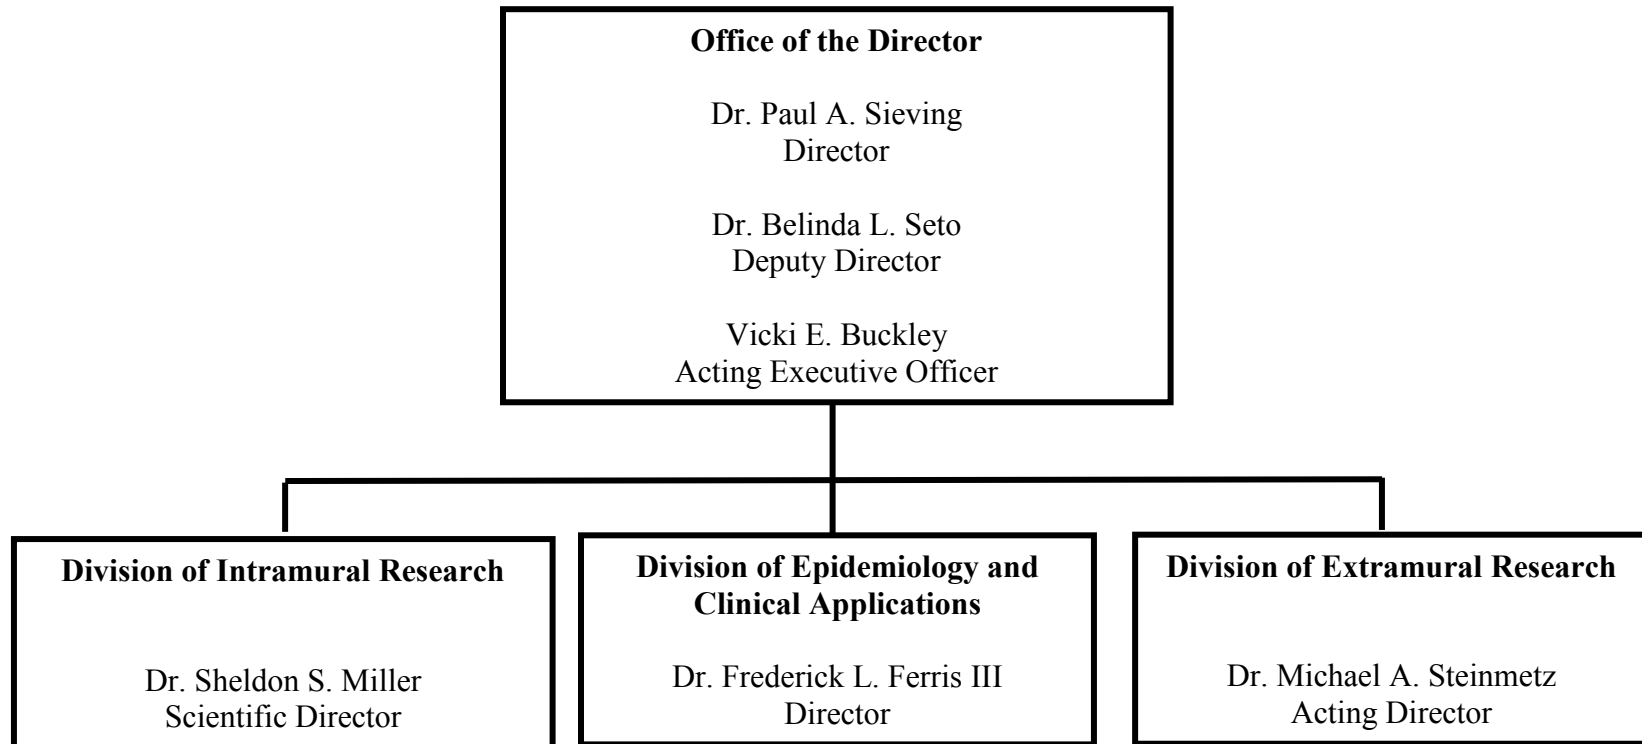 Office of the Director
Dr. Paul A. Sieving
Director
Dr. Belinda L. Seto
Deputy Director
Vicki E. Buckley
Acting Executive Officer
Division of Intramural Research
Dr. Sheldon S. Miller
Scientific Director
Division of Epidemiology and
Clinical Applications
Dr. Frederick L. Ferris III
Director
Division of Extramural Research
Dr. Michael A. Steinmetz
Acting Director